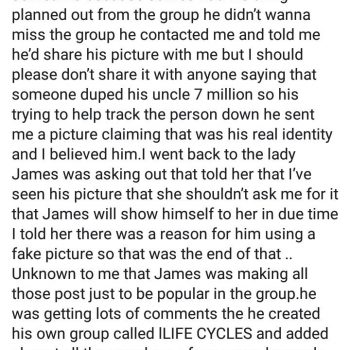 planned out from the group he didn't wanna
miss the group he contacted me and told me
he'd share his picture with me but I should
please don't share it with anyone saying that
someone duped his uncle 7 million so his
trying to help track the person down he sent
me a picture claiming that was his real identity
and I believed him.I went back to the lady
James was asking out that told her that I've
seen his picture that she shouldn't ask me for it
that James will show himself to her in due time
I told her there was a reason for him using a
fake picture so that was the end of that ..
Unknown to me that James was making all
those post just to be popular in the group.he
was getting lots of comments the he created
his own group called lLIFE CYCLES and added